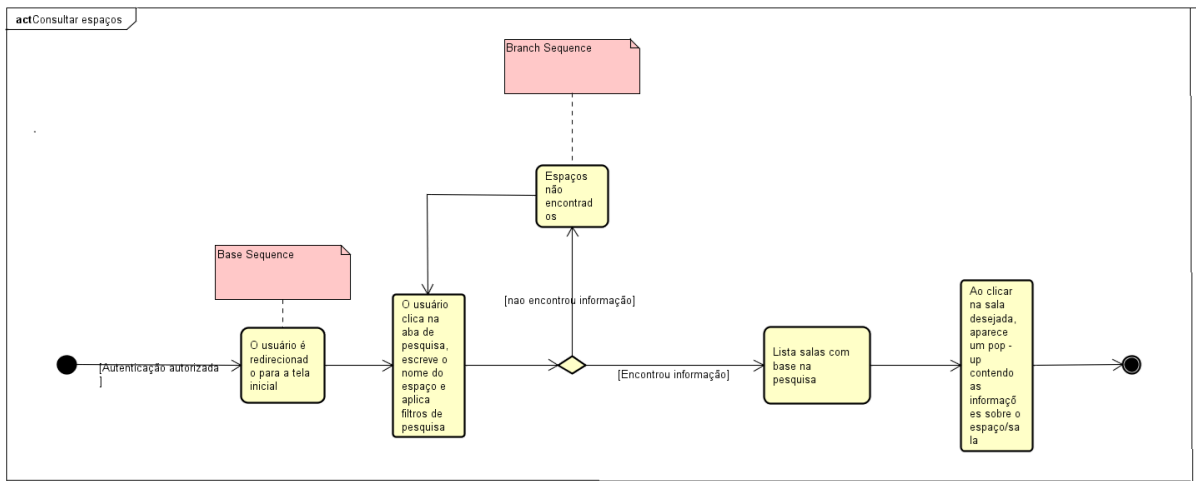 actConsultar espaços
Branch Sequence
Espaços
não
encontrad
os
Base Sequence
[nao encontrou informação]
O usuário é
redirecionad
o para a tela
inicial
O usuário
clica na
aba de
pesquisa,
escreve o
nome do
espaço e
aplica
filtros de
pesquisa
[Autenticação autorizada
]
[Encontrou informação]
Lista salas com
base na
pesquisa
Ao clicar
na sala
desejada,
aparece
um pop -
up
contendo
as
informaçõ
es sobre o
espaço/sa
la